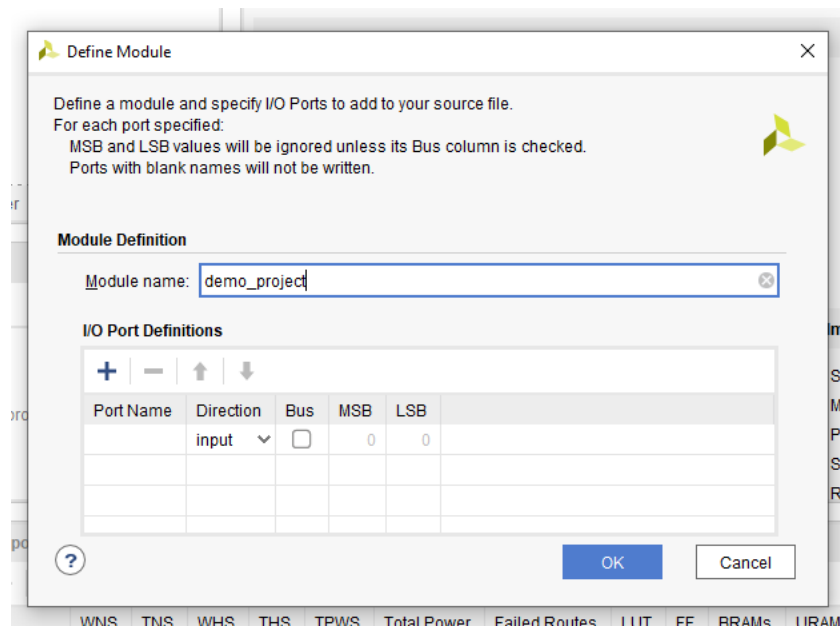 Define Module
Define a module and specify I/O Ports to add to your source file.
For each port specified:
MSB and LSB values will be ignored unless its Bus column is checked.
Ports with blank names will not be written.
Module Definition
Module name: demo_project
I/O Port Definitions
Port Name Direction Bus MSB LSB
input 0 0
? OK Cancel
WNS TNS WHS THS TPWS Total Power Failed Routes LUT FF BRAMs URAM